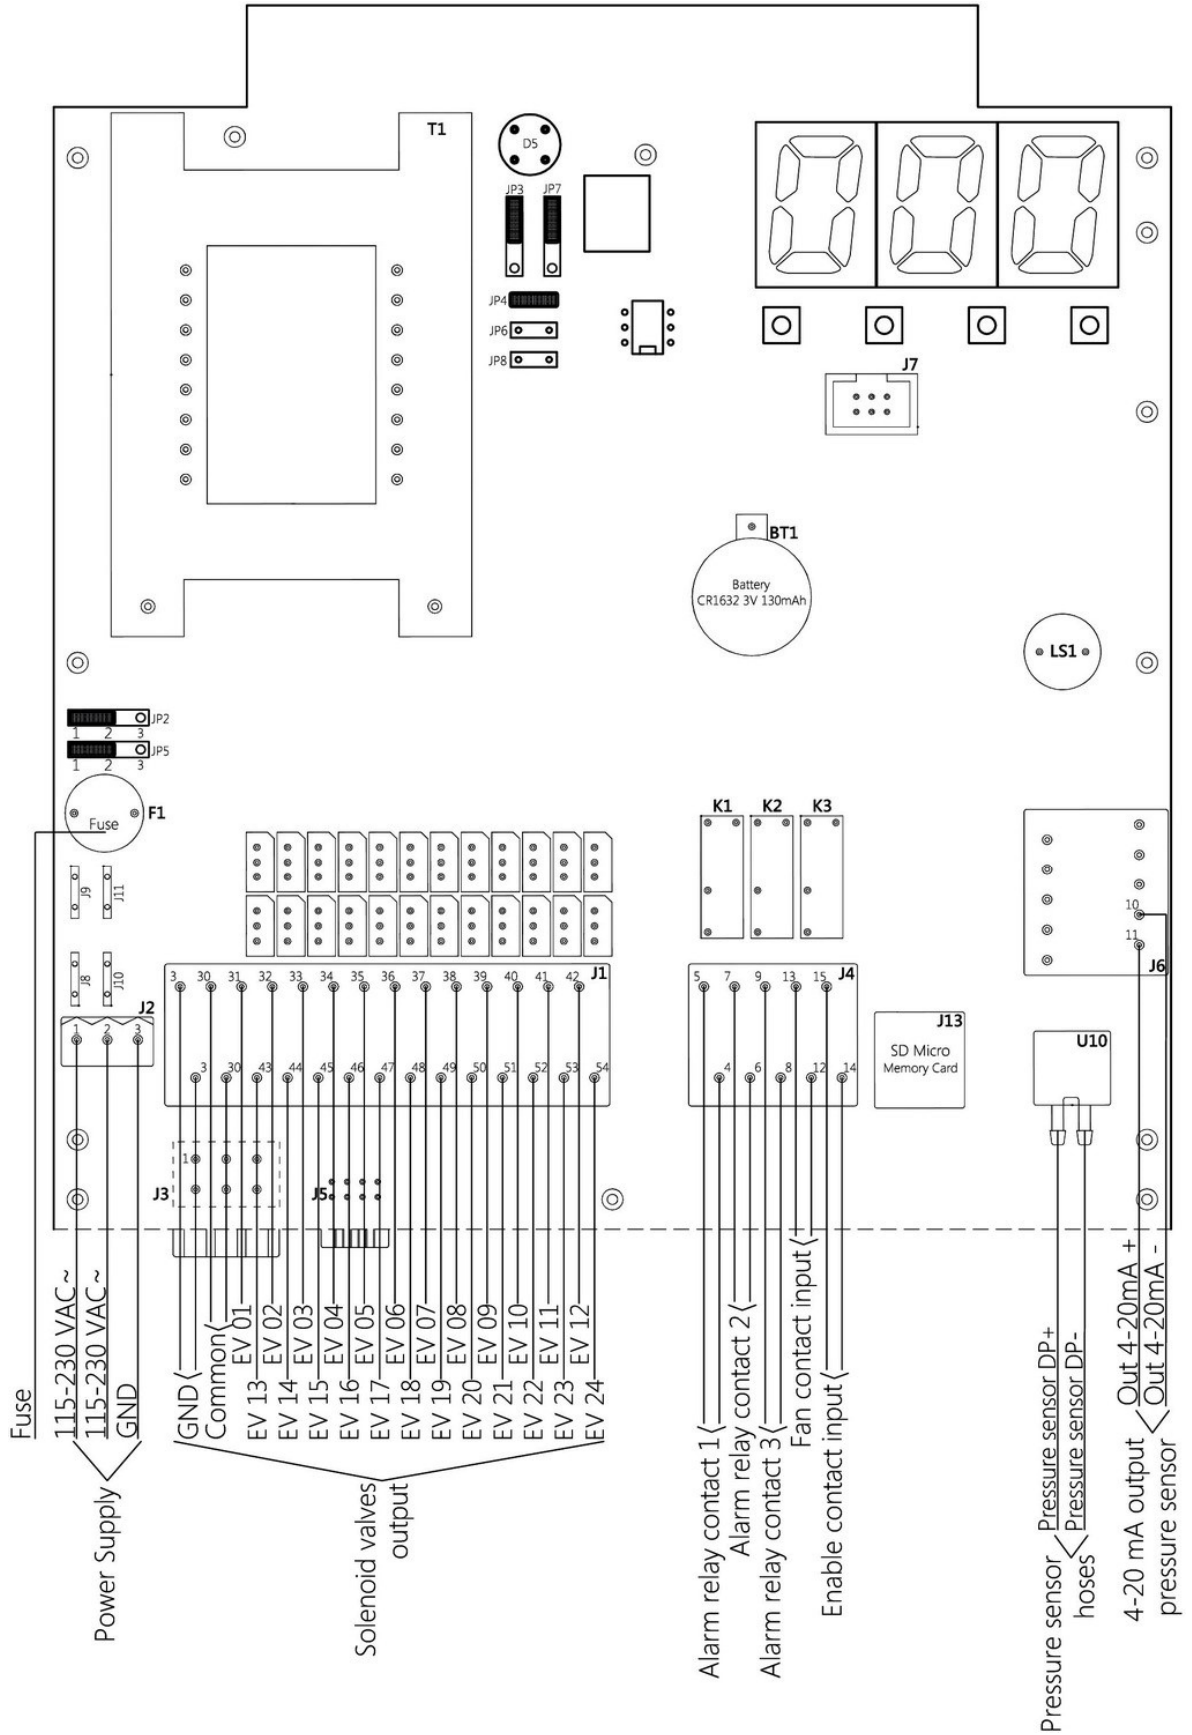 T1
D5
JP3
JP7
JP4
JP6
JP8
J7
BT1
Battery
CR1632 3V 130mAh
LS1
JP2
1 2 3
JP5
1 2 3
F1
Fuse
K1
K2
K3
J9
J11
J8
J10
10
11
J6
J2
1 2 3
J1
3 30 31 32 33 34 35 36 37 38 39 40 41 42
3 30 43 44 45 46 47 48 49 50 51 52 53 54
J4
5 7 9 13 15
4 6 8 12 14
J13
SD Micro
Memory Card
U10
1
J3
J5
Fuse
115-230 VAC~
115-230 VAC~
GND
Power Supply
GND
Common
EV 01
EV 02
EV 03
EV 04
EV 05
EV 06
EV 07
EV 08
EV 09
EV 10
EV 11
EV 12
EV 13
EV 14
EV 15
EV 16
EV 17
EV 18
EV 19
EV 20
EV 21
EV 22
EV 23
EV 24
Solenoid valves
output
Alarm relay contact 1
Alarm relay contact 2
Alarm relay contact 3
Fan contact input
Enable contact input
Pressure sensor DP+
Pressure sensor DP-
Pressure sensor
hoses
Out 4-20mA +
Out 4-20mA -
4-20 mA output
pressure sensor